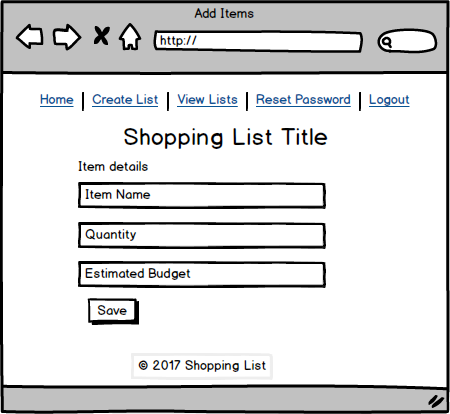 Add Items
http://
Home | Create List | View Lists | Reset Password | Logout
Shopping List Title
Item details
Item Name
Quantity
Estimated Budget
Save
© 2017 Shopping List